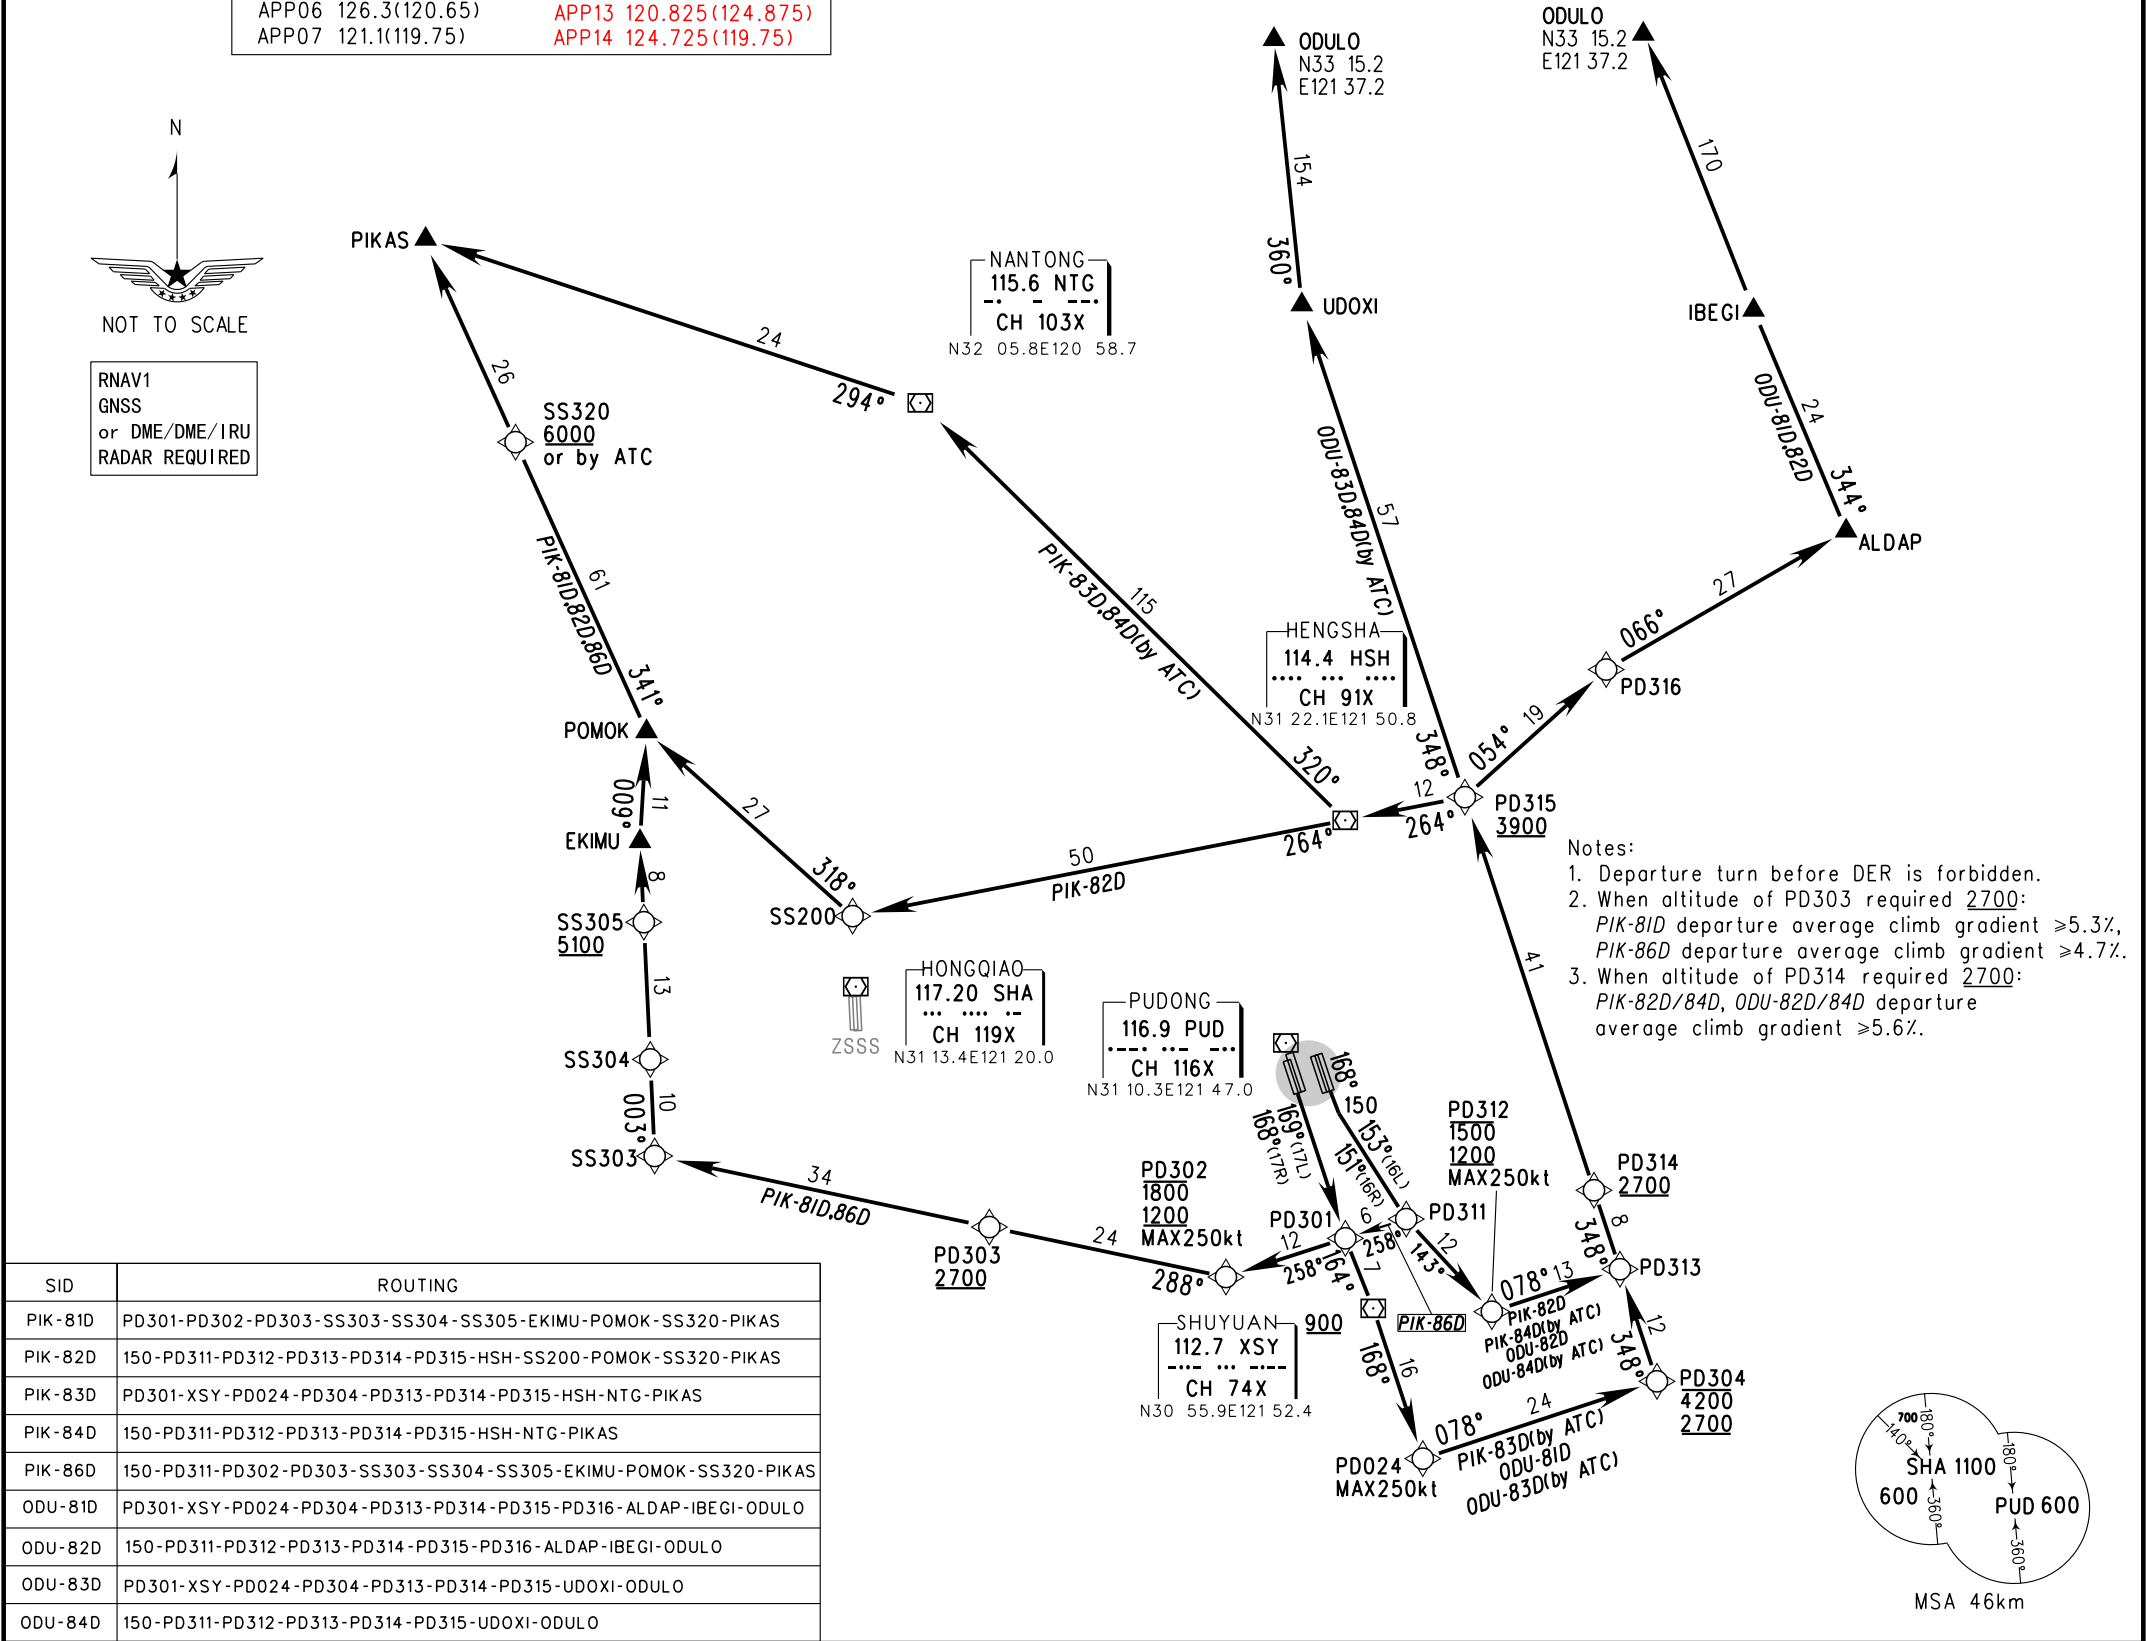 APP06 126.3(120.65)
APP13 120.825(124.875)
APP07 121.1(119.75)
APP14 124.725(119.75)
N
NOT TO SCALE
RNAV1
GNSS
or DME/DME/IRU
RADAR REQUIRED
ODULO
N33 15.2
E121 37.2
ODULO
N33 15.2
E121 37.2
154
170
360°
UDOXI
IBEGI
PIKAS
24
294°
NANTONG
115.6 NTG
CH 103X
N32 05.8E120 58.7
26
SS320
6000
or by ATC
61
PIK-81D,82D,86D
341°
POMOK
009°
11
EKIMU
8
SS305
5100
13
SS304
10
003°
SS303
27
318°
SS200
50
PIK-82D
264°
115
PIK-83D,84D(by ATC)
320°
57
ODU-83D,84D(by ATC)
348°
HENGSHA
114.4 HSH
CH 91X
N31 22.1E121 50.8
24
ODU-81D,82D
344°
ALDAP
27
066°
PD316
19
054°
12
264°
PD315
3900
41
Notes:
1. Departure turn before DER is forbidden.
2. When altitude of PD303 required 2700:
PIK-81D departure average climb gradient ≥5.3%,
PIK-86D departure average climb gradient ≥4.7%.
3. When altitude of PD314 required 2700:
PIK-82D/84D, ODU-82D/84D departure
average climb gradient ≥5.6%.
ZSSS
HONGQIAO
117.20 SHA
CH 119X
N31 13.4E121 20.0
PUDONG
116.9 PUD
CH 116X
N31 10.3E121 47.0
168°
150
169°(17L)
168°(17R)
153°(16L)
151°(16R)
PD312
1500
1200
MAX250kt
PD314
2700
8
348°
PD313
PD302
1800
1200
MAX250kt
PD301
PD311
6
258°
12
258°
12
143°
34
PIK-81D,86D
PD303
2700
24
288°
164°
7
SHUYUAN
112.7 XSY
CH 74X
N30 55.9E121 52.4
900
PIK-86D
078°
13
PIK-82D
PIK-84D(by ATC)
ODU-82D
ODU-84D(by ATC)
12
348°
PD304
4200
2700
168°
16
PD024
MAX250kt
078°
24
PIK-83D(by ATC)
ODU-81D
ODU-83D(by ATC)
700
180°
140°
SHA 1100
600
360°
180°
PUD 600
360°
MSA 46km
SID ROUTING
PIK-81D PD301-PD302-PD303-SS303-SS304-SS305-EKIMU-POMOK-SS320-PIKAS
PIK-82D 150-PD311-PD312-PD313-PD314-PD315-HSH-SS200-POMOK-SS320-PIKAS
PIK-83D PD301-XSY-PD024-PD304-PD313-PD314-PD315-HSH-NTG-PIKAS
PIK-84D 150-PD311-PD312-PD313-PD314-PD315-HSH-NTG-PIKAS
PIK-86D 150-PD311-PD302-PD303-SS303-SS304-SS305-EKIMU-POMOK-SS320-PIKAS
ODU-81D PD301-XSY-PD024-PD304-PD313-PD314-PD315-PD316-ALDAP-IBEGI-ODULO
ODU-82D 150-PD311-PD312-PD313-PD314-PD315-PD316-ALDAP-IBEGI-ODULO
ODU-83D PD301-XSY-PD024-PD304-PD313-PD314-PD315-UDOXI-ODULO
ODU-84D 150-PD311-PD312-PD313-PD314-PD315-UDOXI-ODULO